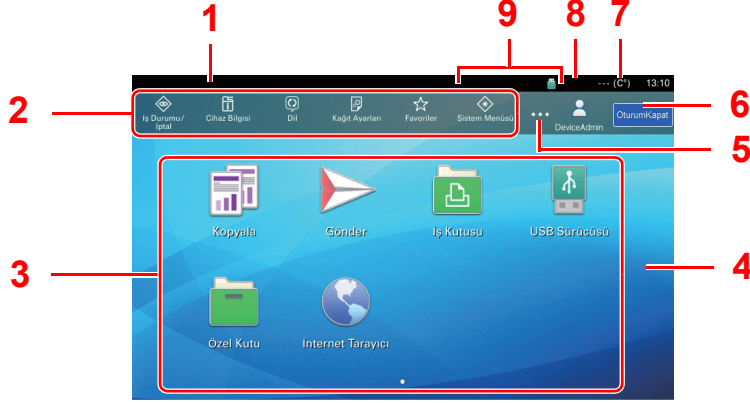 1
9
8
7
--- (C°) 13:10
2
İş Durumu/
İptal
Cihaz Bilgisi
Dil
Kağıt Ayarları
Favoriler
Sistem Menüsü
DeviceAdmin
OturumKapat
6
5
Kopyala
Gönder
İş Kutusu
USB Sürücüsü
3
4
Özel Kutu
İnternet Tarayıcı